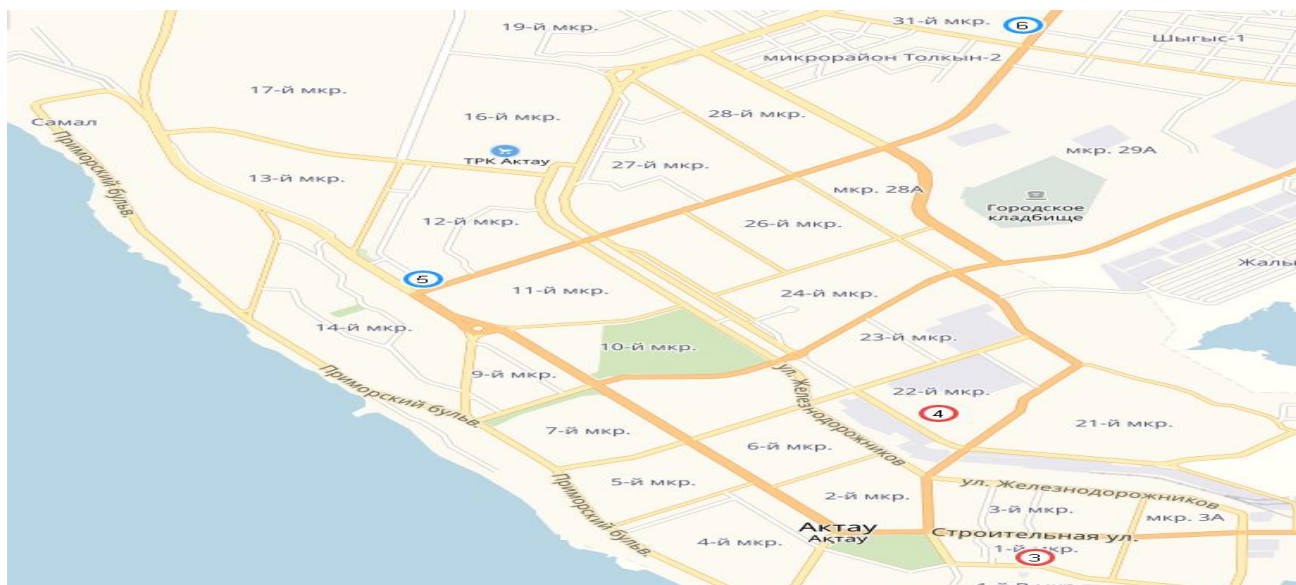 19-й мкр.
31-й мкр.
6
Шыгыс-1
микрорайон Толкын-2
17-й мкр.
16-й мкр.
28-й мкр.
Самал
ТРК Актау
27-й мкр.
мкр. 29А
13-й мкр.
мкр. 28А
Приморский бульв.
Городское
кладбище
12-й мкр.
26-й мкр.
5
11-й мкр.
24-й мкр.
14-й мкр.
10-й мкр.
23-й мкр.
9-й мкр.
ул. Железнодорожников
22-й мкр.
Приморский бульв.
4
7-й мкр.
6-й мкр.
21-й мкр.
5-й мкр.
ул. Железнодорожников
2-й мкр.
3-й мкр.
мкр. 3А
Приморский бульв.
Актау
Ақтау
Строительная ул.
4-й мкр.
1-й мкр.
3